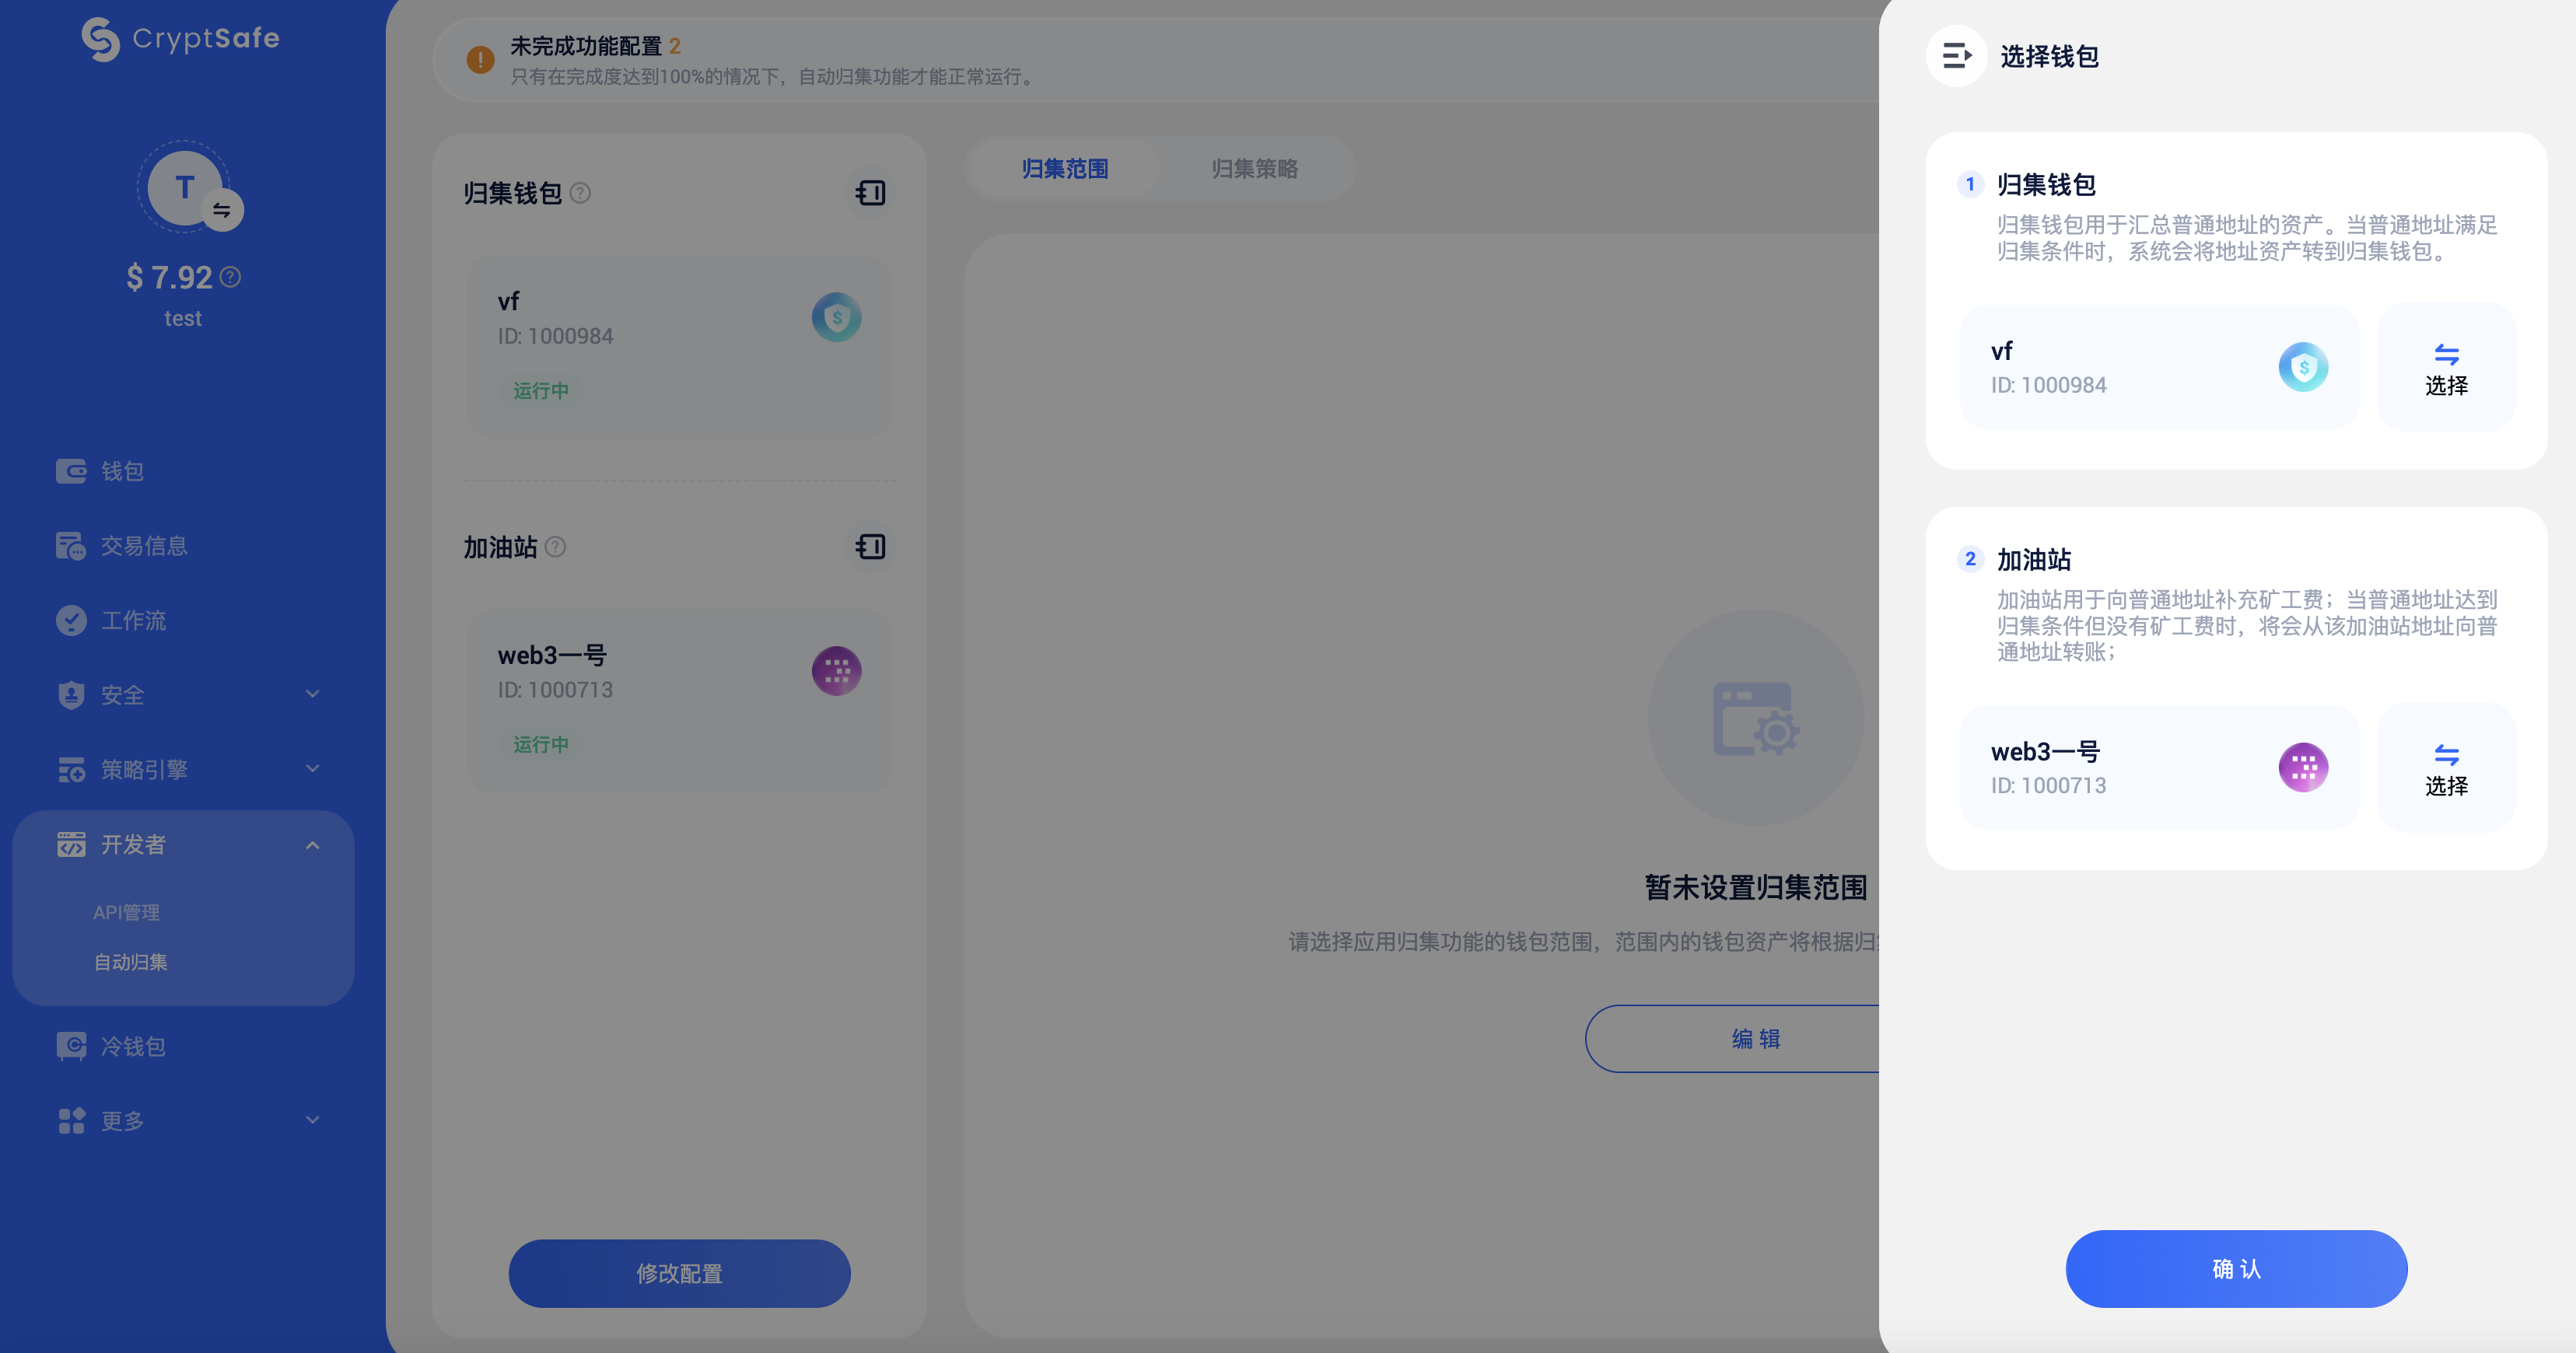 CryptSafe
T
$ 7.92
test
钱包
交易信息
工作流
安全
策略引擎
开发者
API管理
自动归集
冷钱包
更多
未完成功能配置 2
只有在完成度达到100%的情况下，自动归集功能才能正常运行。
归集钱包
vf
ID: 1000984
运行中
加油站
web3一号
ID: 1000713
运行中
修改配置
归集范围 归集策略
暂未设置归集范围
请选择应用归集功能的钱包范围，范围内的钱包资产将根据归
编 辑
选择钱包
1 归集钱包
归集钱包用于汇总普通地址的资产。当普通地址满足
归集条件时，系统会将地址资产转到归集钱包。
vf
ID: 1000984
选择
2 加油站
加油站用于向普通地址补充矿工费；当普通地址达到
归集条件但没有矿工费时，将会从该加油站地址向普
通地址转账；
web3一号
ID: 1000713
选择
确 认